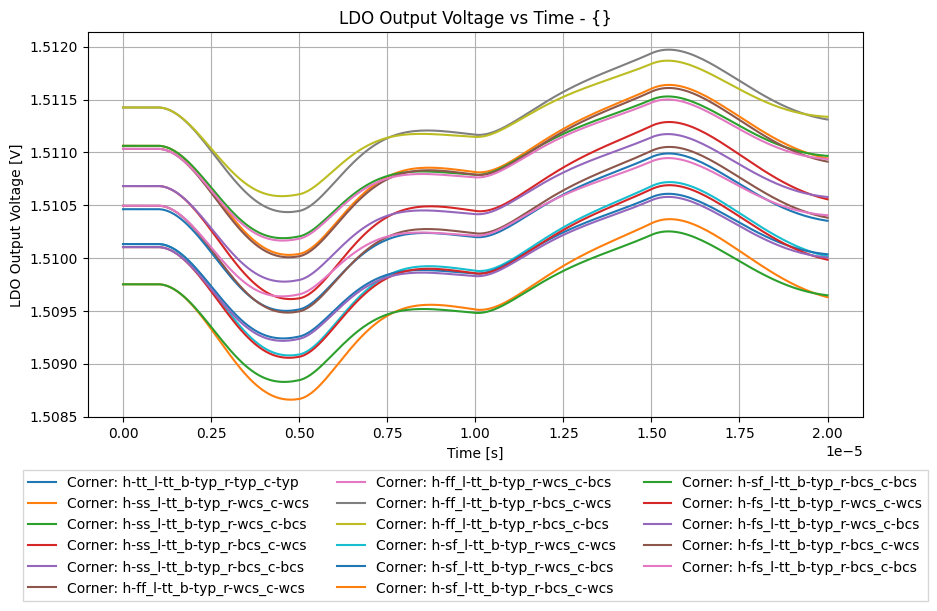 LDO Output Voltage vs Time - {}
1.5120
1.5115
1.5110
1.5105
1.5100
1.5095
1.5090
1.5085
LDO Output Voltage [V]
0.00 0.25 0.50 0.75 1.00 1.25 1.50 1.75 2.00
1e−5
Time [s]
Corner: h-tt_l-tt_b-typ_r-typ_c-typ
Corner: h-ss_l-tt_b-typ_r-wcs_c-wcs
Corner: h-ss_l-tt_b-typ_r-wcs_c-bcs
Corner: h-ss_l-tt_b-typ_r-bcs_c-wcs
Corner: h-ss_l-tt_b-typ_r-bcs_c-bcs
Corner: h-ff_l-tt_b-typ_r-wcs_c-wcs
Corner: h-ff_l-tt_b-typ_r-wcs_c-bcs
Corner: h-ff_l-tt_b-typ_r-bcs_c-wcs
Corner: h-ff_l-tt_b-typ_r-bcs_c-bcs
Corner: h-sf_l-tt_b-typ_r-wcs_c-wcs
Corner: h-sf_l-tt_b-typ_r-wcs_c-bcs
Corner: h-sf_l-tt_b-typ_r-bcs_c-wcs
Corner: h-sf_l-tt_b-typ_r-bcs_c-bcs
Corner: h-fs_l-tt_b-typ_r-wcs_c-wcs
Corner: h-fs_l-tt_b-typ_r-wcs_c-bcs
Corner: h-fs_l-tt_b-typ_r-bcs_c-wcs
Corner: h-fs_l-tt_b-typ_r-bcs_c-bcs